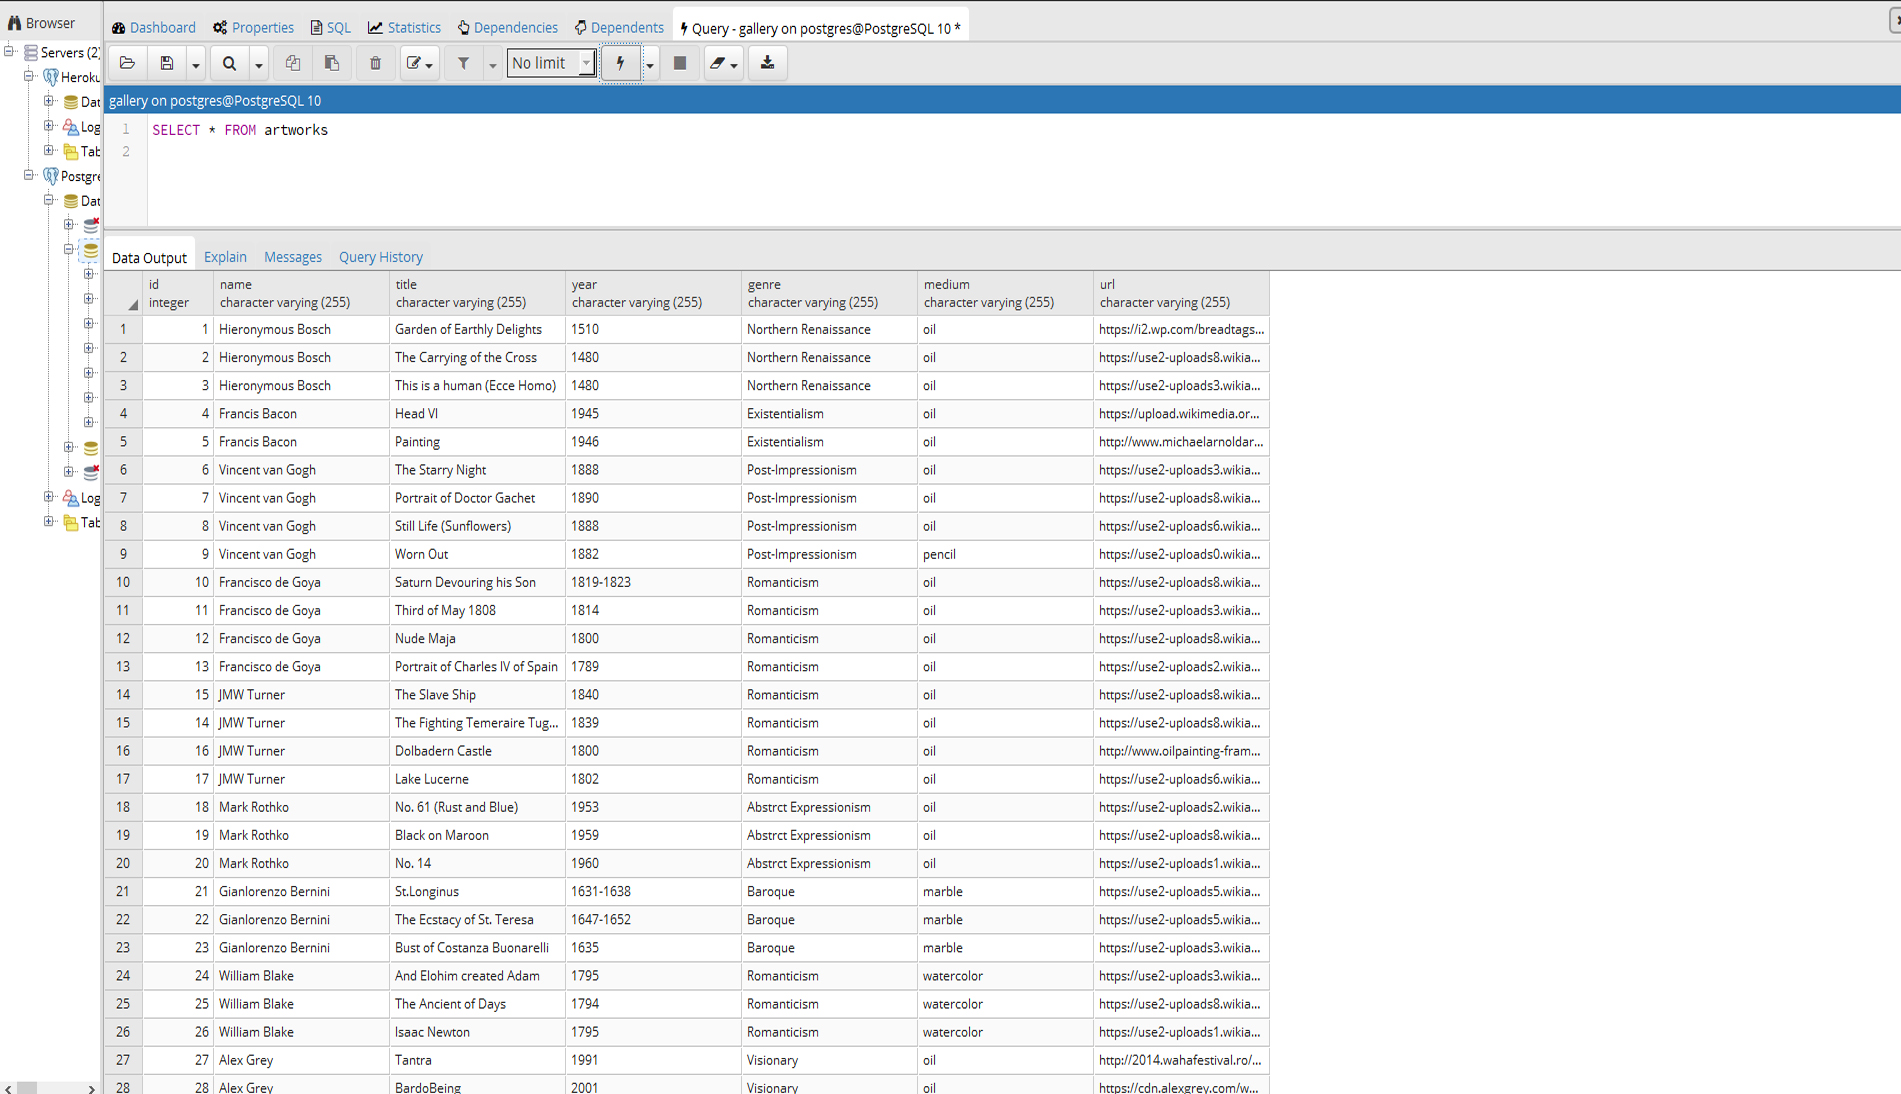 Browser
Dashboard Properties SQL Statistics Dependencies Dependents Query - gallery on postgres@PostgreSQL 10 *
Servers (2)
Heroku
Dat
Log
Tab
Postgre
Dat
Log
Tab
No limit
gallery on postgres@PostgreSQL 10
1 SELECT * FROM artworks
2
Data Output Explain Messages Query History
id name title year genre medium url
integer character varying (255) character varying (255) character varying (255) character varying (255) character varying (255) character varying (255)
1 1 Hieronymous Bosch Garden of Earthly Delights 1510 Northern Renaissance oil https://i2.wp.com/breadtags...
2 2 Hieronymous Bosch The Carrying of the Cross 1480 Northern Renaissance oil https://use2-uploads8.wikia...
3 3 Hieronymous Bosch This is a human (Ecce Homo) 1480 Northern Renaissance oil https://use2-uploads3.wikia...
4 4 Francis Bacon Head VI 1945 Existentialism oil https://upload.wikimedia.or...
5 5 Francis Bacon Painting 1946 Existentialism oil http://www.michaelarnoldar...
6 6 Vincent van Gogh The Starry Night 1888 Post-Impressionism oil https://use2-uploads3.wikia...
7 7 Vincent van Gogh Portrait of Doctor Gachet 1890 Post-Impressionism oil https://use2-uploads8.wikia...
8 8 Vincent van Gogh Still Life (Sunflowers) 1888 Post-Impressionism oil https://use2-uploads6.wikia...
9 9 Vincent van Gogh Worn Out 1882 Post-Impressionism pencil https://use2-uploads0.wikia...
10 10 Francisco de Goya Saturn Devouring his Son 1819-1823 Romanticism oil https://use2-uploads8.wikia...
11 11 Francisco de Goya Third of May 1808 1814 Romanticism oil https://use2-uploads3.wikia...
12 12 Francisco de Goya Nude Maja 1800 Romanticism oil https://use2-uploads8.wikia...
13 13 Francisco de Goya Portrait of Charles IV of Spain 1789 Romanticism oil https://use2-uploads2.wikia...
14 15 JMW Turner The Slave Ship 1840 Romanticism oil https://use2-uploads8.wikia...
15 14 JMW Turner The Fighting Temeraire Tug... 1839 Romanticism oil https://use2-uploads8.wikia...
16 16 JMW Turner Dolbadern Castle 1800 Romanticism oil http://www.oilpainting-fram...
17 17 JMW Turner Lake Lucerne 1802 Romanticism oil https://use2-uploads6.wikia...
18 18 Mark Rothko No. 61 (Rust and Blue) 1953 Abstrct Expressionism oil https://use2-uploads2.wikia...
19 19 Mark Rothko Black on Maroon 1959 Abstrct Expressionism oil https://use2-uploads8.wikia...
20 20 Mark Rothko No. 14 1960 Abstrct Expressionism oil https://use2-uploads1.wikia...
21 21 Gianlorenzo Bernini St.Longinus 1631-1638 Baroque marble https://use2-uploads5.wikia...
22 22 Gianlorenzo Bernini The Ecstacy of St. Teresa 1647-1652 Baroque marble https://use2-uploads5.wikia...
23 23 Gianlorenzo Bernini Bust of Costanza Buonarelli 1635 Baroque marble https://use2-uploads3.wikia...
24 24 William Blake And Elohim created Adam 1795 Romanticism watercolor https://use2-uploads3.wikia...
25 25 William Blake The Ancient of Days 1794 Romanticism watercolor https://use2-uploads8.wikia...
26 26 William Blake Isaac Newton 1795 Romanticism watercolor https://use2-uploads1.wikia...
27 27 Alex Grey Tantra 1991 Visionary oil http://2014.wahafestival.ro/...
28 28 Alex Grey BardoBeing 2001 Visionary oil https://cdn.alexgrey.com/w...